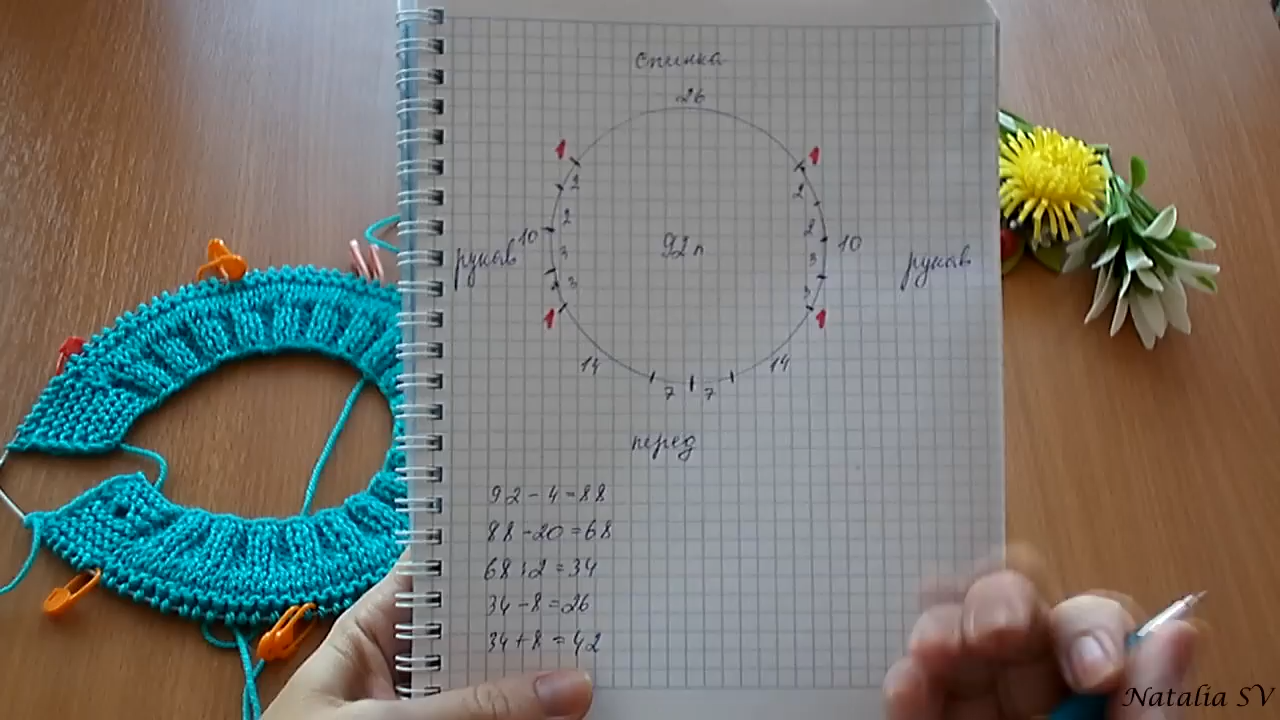 спинка
26
1 1
2 2
2 2
10 92 п 10
рукав рукав
3 3
2 3 3
1 1
14 14
7 7
перед
92 - 4 = 88
88 - 20 = 68
68 : 2 = 34
34 - 8 = 26
34 + 8 = 42
Natalia SV